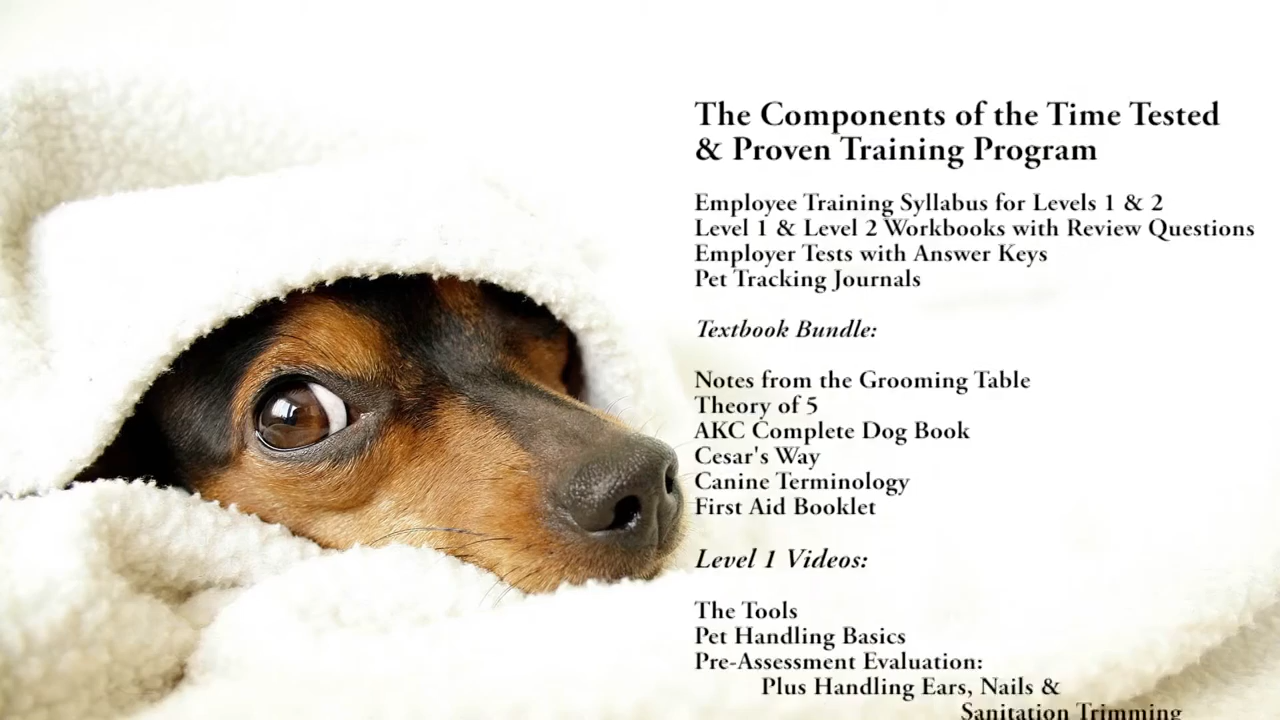 The Components of the Time Tested
& Proven Training Program
Employee Training Syllabus for Levels 1 & 2
Level 1 & Level 2 Workbooks with Review Questions
Employer Tests with Answer Keys
Pet Tracking Journals
Textbook Bundle:
Notes from the Grooming Table
Theory of 5
AKC Complete Dog Book
Cesar's Way
Canine Terminology
First Aid Booklet
Level 1 Videos:
The Tools
Pet Handling Basics
Pre-Assessment Evaluation:
Plus Handling Ears, Nails &
Sanitation Trimming